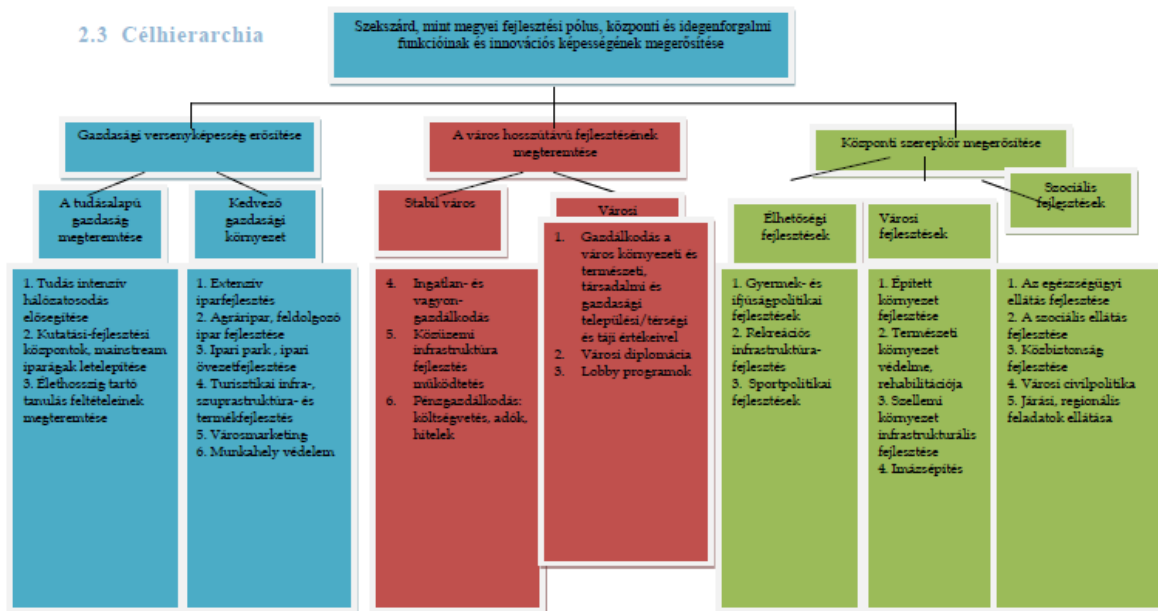 2.3 Célhierarchia
Szekszárd, mint megyei fejlesztési pólus, központi és idegenforgalmi
funkcióinak és innovációs képességének megerősítése
Gazdasági versenyképesség erősítése
A város hosszútávú fejlesztésének
megteremtése
Központi szerepkör megerősítése
A tudásalapú
gazdaság
megteremtése
Kedvező
gazdasági
környezet
Stabil város
Városi
Élhetőségi
fejlesztések
Városi
fejlesztések
Szociális
fejlesztések
1. Tudás intenzív
hálózatosodás
elősegítése
2. Kutatási-fejlesztési
központok, mainstream
iparágak letelepítése
3. Élethosszig tartó
tanulás feltételeinek
megteremtése
1. Extenzív
iparfejlesztés
2. Agráripar, feldolgozó
ipar fejlesztése
3. Ipari park , ipari
övezetfejlesztése
4. Turisztikai infra-,
szuprastruktúra- és
termékfejlesztés
5. Városmarketing
6. Munkahely védelem
4. Ingatlan- és
vagyon-
gazdálkodás
5. Közüzemi
infrastruktúra
fejlesztés
működtetés
6. Pénzgazdálkodás:
költségvetés, adók,
hitelek
1. Gazdálkodás a
város környezeti és
természeti,
társadalmi és
gazdasági
települési/térségi
és táji értékeivel
2. Városi diplomácia
3. Lobby programok
1. Gyermek- és
ifjúságpolitikai
fejlesztések
2. Rekreációs
infrastruktúra-
fejlesztés
3. Sportpolitikai
fejlesztések
1. Épített
környezet
fejlesztése
2. Természeti
környezet
védelme,
rehabilitációja
3. Szellemi
környezet
infrastrukturális
fejlesztése
4. Imázsépítés
1. Az egészségügyi
ellátás fejlesztése
2. A szociális ellátás
fejlesztése
3. Közbiztonság
fejlesztése
4. Városi civilpolitika
5. Járási, regionális
feladatok ellátása